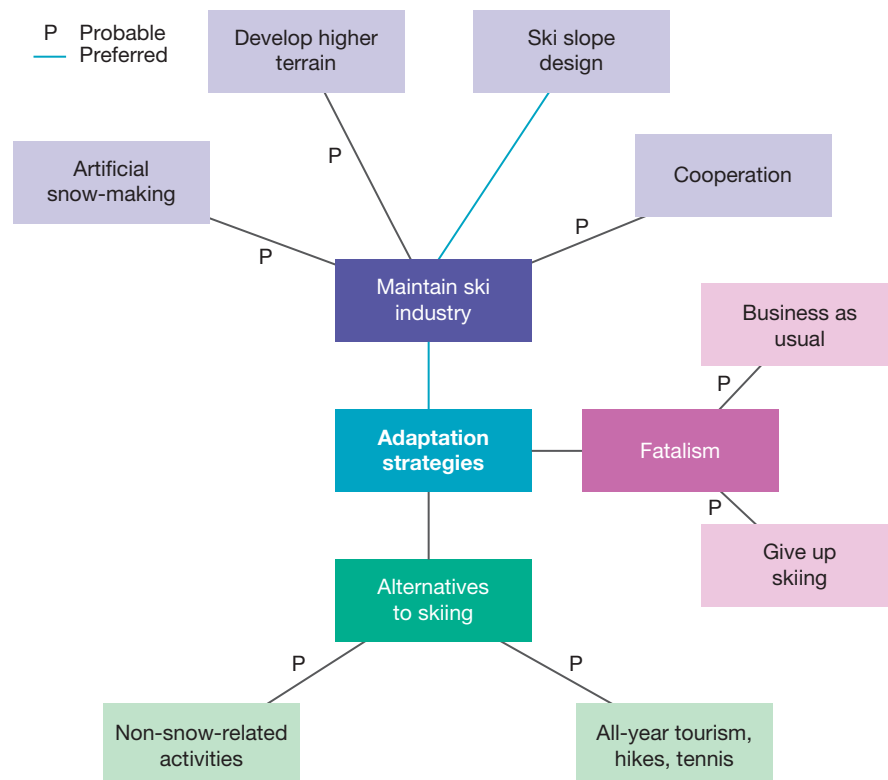 P Probable
Preferred
Develop higher
terrain
Ski slope
design
Artificial
snow-making
P
Cooperation
P
P
Maintain ski
industry
Business as
usual
P
Adaptation
strategies
Fatalism
P
Give up
skiing
Alternatives
to skiing
P
P
Non-snow-related
activities
All-year tourism,
hikes, tennis